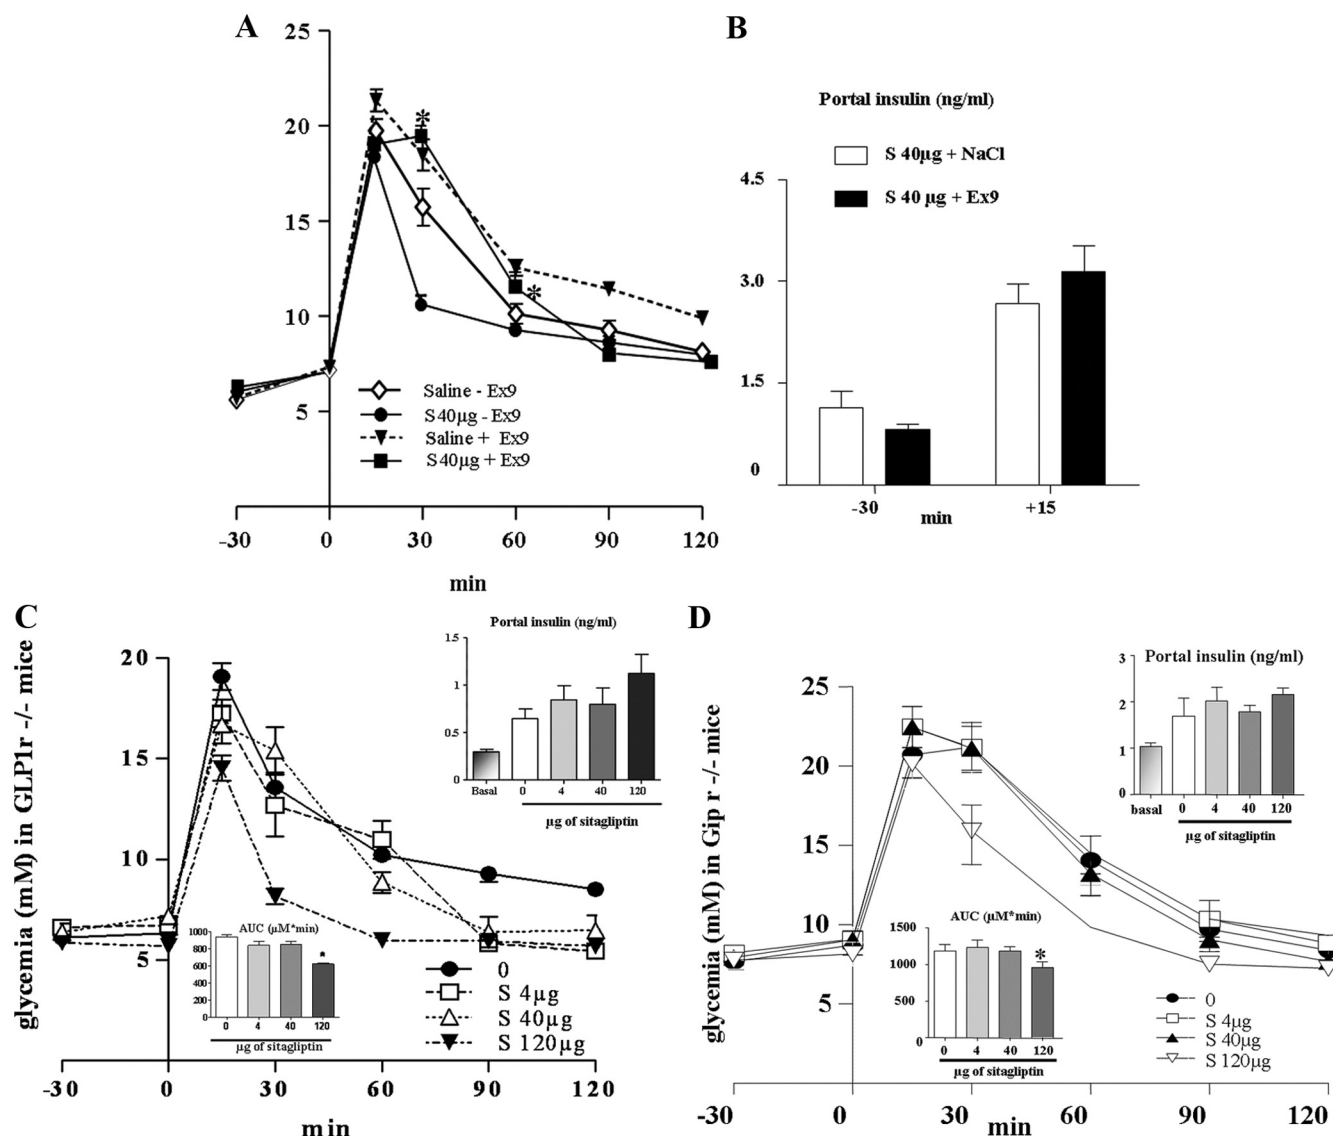 A
25
20
15
10
5
*
*
Saline - Ex9
S40µg - Ex9
Saline + Ex9
S40µg + Ex9
-30 0 30 60 90 120
min
B
Portal insulin (ng/ml)
S 40µg + NaCl
S 40 µg + Ex9
4.5
3.0
1.5
0
-30 +15
min
C
glycemia (mM) in GLP1r -/- mice
20
15
10
5
Portal insulin (ng/ml)
1.5
1
0.5
0
Basal 0 4 40 120
µg of sitagliptin
AUC (µM*min)
1000
800
600
400
200
0
*
0 4 40 120
µg of sitagliptin
0
S 4µg
S 40µg
S 120µg
-30 0 30 60 90 120
min
D
glycemia (mM) in Gip r -/- mice
25
20
15
10
5
Portal insulin (ng/ml)
3
2
1
0
basal 0 4 40 120
µg of sitagliptin
AUC (µM*min)
1500
1000
500
0
*
0 4 40 120
µg of sitagliptin
0
S 4µg
S 40µg
S 120µg
-30 0 30 60 90 120
min